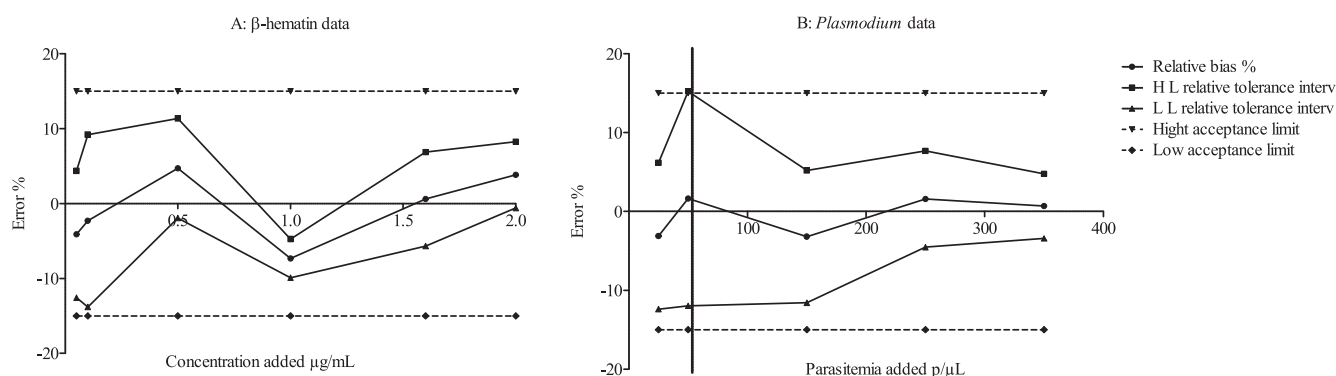 A: β-hematin data
20
10
0
-10
-20
Error %
0.5
1.0
1.5
2.0
Concentration added µg/mL
B: Plasmodium data
20
10
0
-10
-20
Error %
100
200
300
400
Parasitemia added p/µL
Relative bias %
H L relative tolerance interv
L L relative tolerance interv
Hight acceptance limit
Low acceptance limit